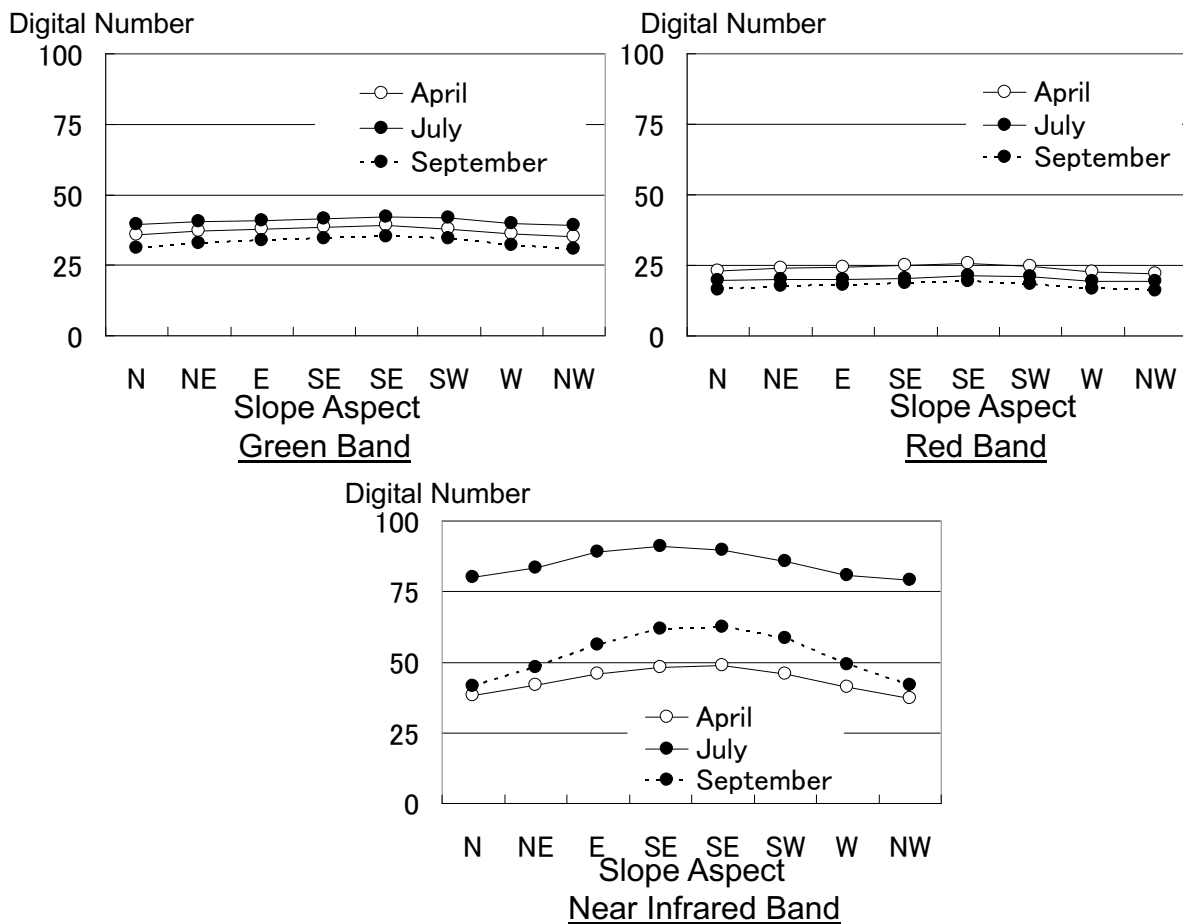 Digital Number
100
75
50
25
0
April
July
September
N NE E SE SE SW W NW
Slope Aspect
Green Band
Digital Number
100
75
50
25
0
April
July
September
N NE E SE SE SW W NW
Slope Aspect
Red Band
Digital Number
100
75
50
25
0
April
July
September
N NE E SE SE SW W NW
Slope Aspect
Near Infrared Band